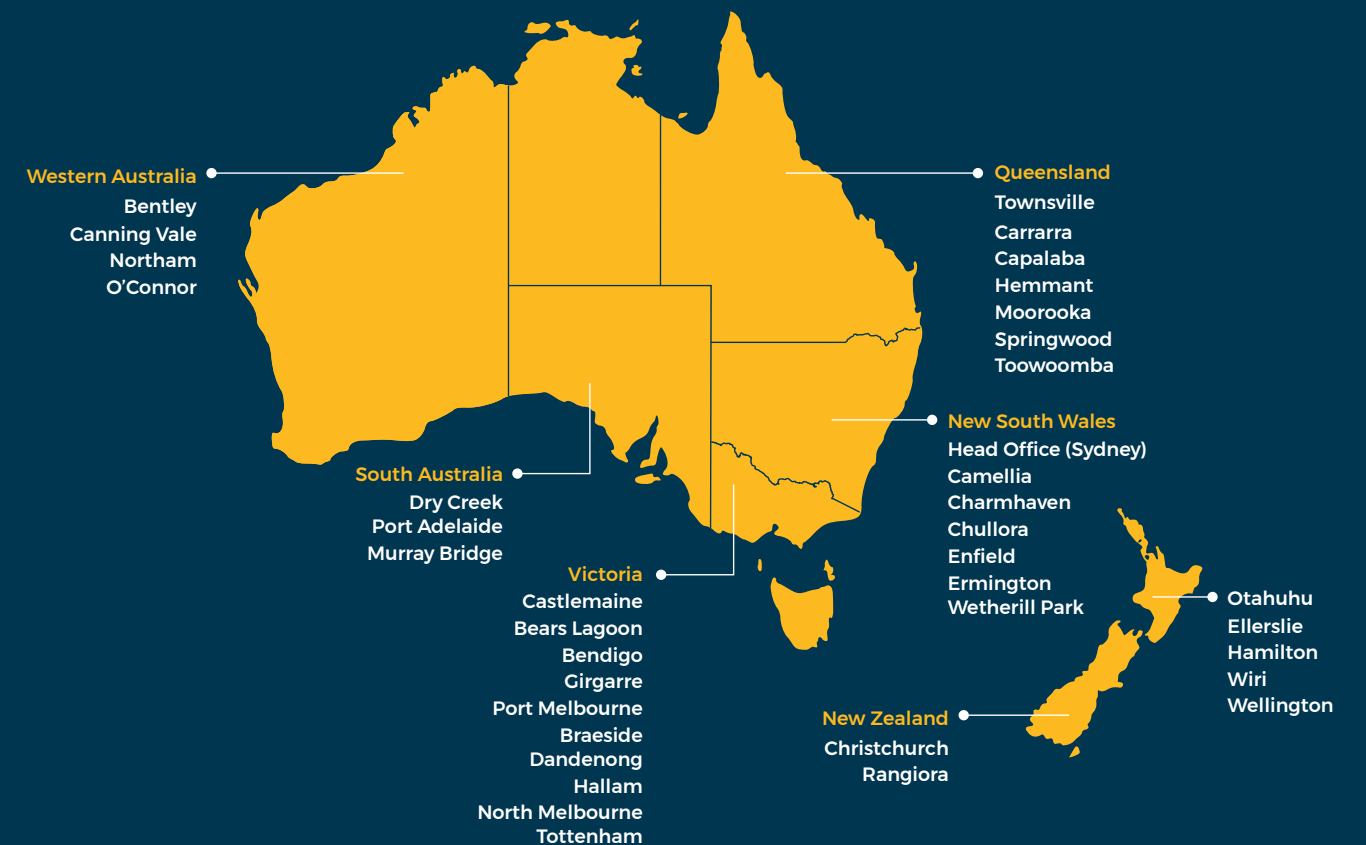 Western Australia
Bentley
Canning Vale
Northam
O’Connor
Queensland
Townsville
Carrarra
Capalaba
Hemmant
Moorooka
Springwood
Toowoomba
South Australia
Dry Creek
Port Adelaide
Murray Bridge
New South Wales
Head Office (Sydney)
Camellia
Charmhaven
Chullora
Enfield
Ermington
Wetherill Park
Victoria
Castlemaine
Bears Lagoon
Bendigo
Girgarre
Port Melbourne
Braeside
Dandenong
Hallam
North Melbourne
Tottenham
Otahuhu
Ellerslie
Hamilton
Wiri
Wellington
New Zealand
Christchurch
Rangiora